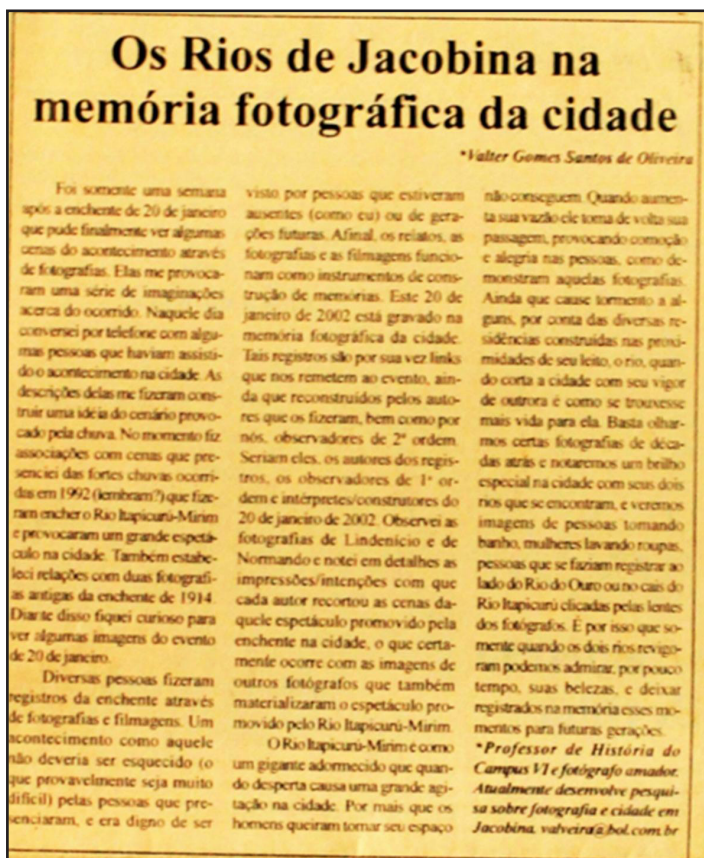 Os Rios de Jacobina na
memória fotográfica da cidade
*Valter Gomes Santos de Oliveira
Foi somente uma semana
após a enchente de 20 de janeiro
que pude finalmente ver algumas
cenas do acontecimento através
de fotografias. Elas me provoca-
ram uma série de imaginações
acerca do ocorrido. Naquele dia
conversei por telefone com algu-
mas pessoas que haviam assisti-
do o acontecimento na cidade. As
descrições delas me fizeram cons-
truir uma idéia do cenário provo-
cado pela chuva. No momento fiz
associações com cenas que pre-
senciei das fortes chuvas ocorri-
das em 1992 (lembram?) que fize-
ram encher o Rio Itapicurú-Mirim
e provocaram um grande espetá-
culo na cidade. Também estabe-
leci relações com duas fotografi-
as antigas da enchente de 1914.
Diante disso fiquei curioso para
ver algumas imagens do evento
de 20 de janeiro.
Diversas pessoas fizeram
registros da enchente através
de fotografias e filmagens. Um
acontecimento como aquele
não deveria ser esquecido (o
que provavelmente seja muito
difícil) pelas pessoas que pre-
senciaram, e era digno de ser
visto por pessoas que estiveram
ausentes (como eu) ou de gera-
ções futuras. Afinal, os relatos, as
fotografias e as filmagens funcio-
nam como instrumentos de cons-
trução de memórias. Este 20 de
janeiro de 2002 está gravado na
memória fotográfica da cidade.
Tais registros são por sua vez links
que nos remetem ao evento, ain-
da que reconstruídos pelos auto-
res que os fizeram, bem como por
nós, observadores de 2ª ordem.
Seriam eles, os autores dos regis-
tros, os observadores de 1ª or-
dem e intérpretes/construtores do
20 de janeiro de 2002. Observei as
fotografias de Lindenício e de
Normando e notei em detalhes as
impressões/intenções com que
cada autor recortou as cenas da-
quele espetáculo promovido pela
enchente na cidade, o que certa-
mente ocorre com as imagens de
outros fotógrafos que também
materializaram o espetáculo pro-
movido pelo Rio Itapicurú-Mirim.
O Rio Itapicurú-Mirim é como
um gigante adormecido que quan-
do desperta causa uma grande agi-
tação na cidade. Por mais que os
homens queiram tomar seu espaço
não conseguem. Quando aumen-
ta sua vazão ele toma de volta sua
passagem, provocando comoção
e alegria nas pessoas, como de-
monstram aquelas fotografias.
Ainda que cause tormento a al-
guns, por conta das diversas re-
sidências construídas nas proxi-
midades de seu leito, o rio, quan-
do corta a cidade com seu vigor
de outrora é como se trouxesse
mais vida para ela. Basta olhar-
mos certas fotografias de déca-
das atrás e notaremos um brilho
especial na cidade com seus dois
rios que se encontram, e veremos
imagens de pessoas tomando
banho, mulheres lavando roupas,
pessoas que se faziam registrar ao
lado do Rio do Ouro ou no cais do
Rio Itapicurú clicadas pelas lentes
dos fotógrafos. É por isso que so-
mente quando os dois rios revigo-
ram podemos admirar, por pouco
tempo, suas belezas, e deixar
registrados na memória esses mo-
mentos para futuras gerações.
*Professor de História do
Campus VI e fotógrafo amador.
Atualmente desenvolve pesqui-
sa sobre fotografia e cidade em
Jacobina. valveira@bol.com.br